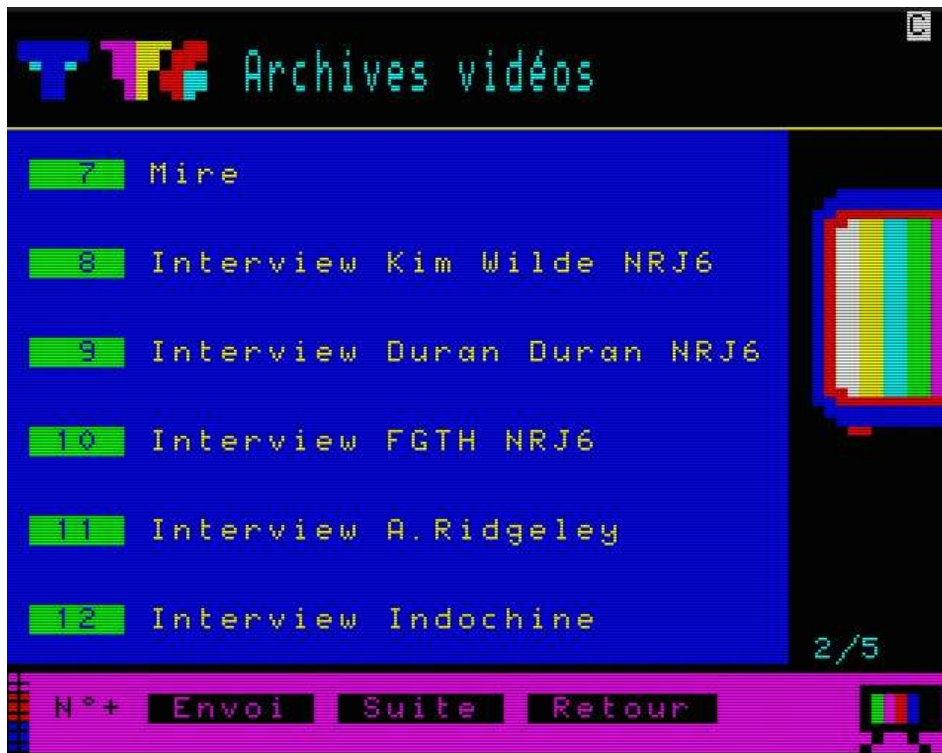 C
TV6 Archives vidéos
7 Mire
8 Interview Kim Wilde NRJ6
9 Interview Duran Duran NRJ6
10 Interview FGTH NRJ6
11 Interview A.Ridgeley
12 Interview Indochine
2/5
N°+ Envoi Suite Retour